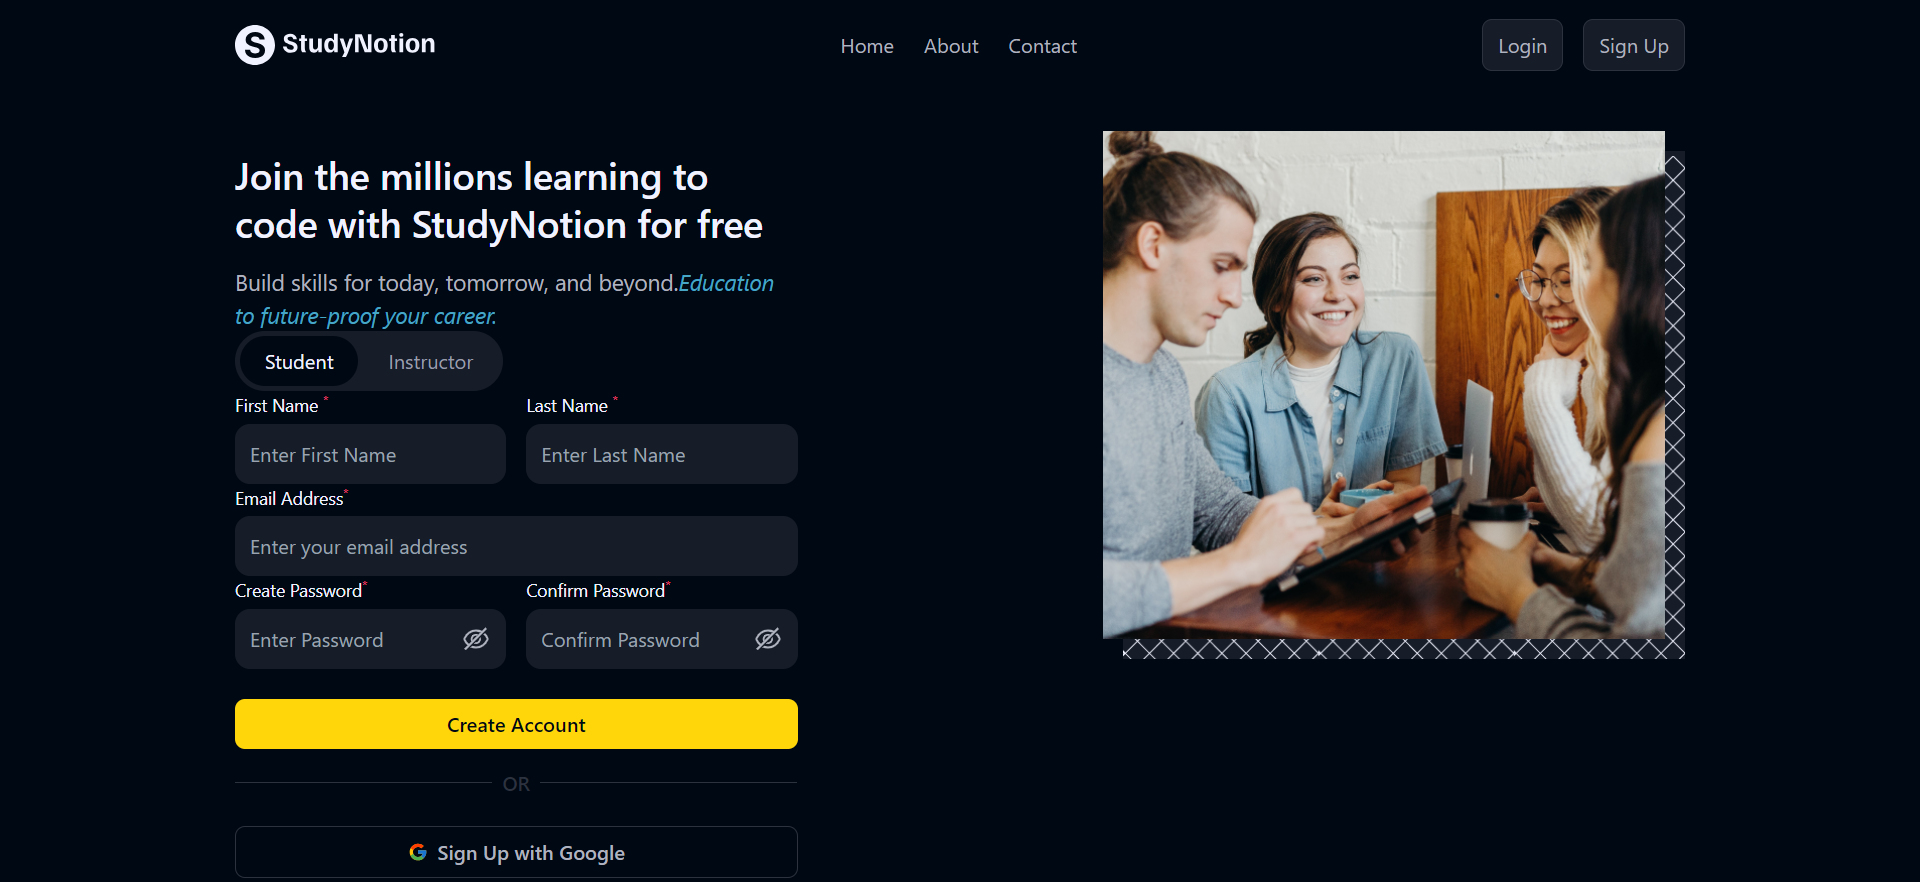 StudyNotion
Home About Contact
Login Sign Up
Join the millions learning to
code with StudyNotion for free
Build skills for today, tomorrow, and beyond.Education
to future-proof your career.
Student Instructor
First Name * Last Name *
Enter First Name Enter Last Name
Email Address*
Enter your email address
Create Password* Confirm Password*
Enter Password Confirm Password
Create Account
OR
Sign Up with Google